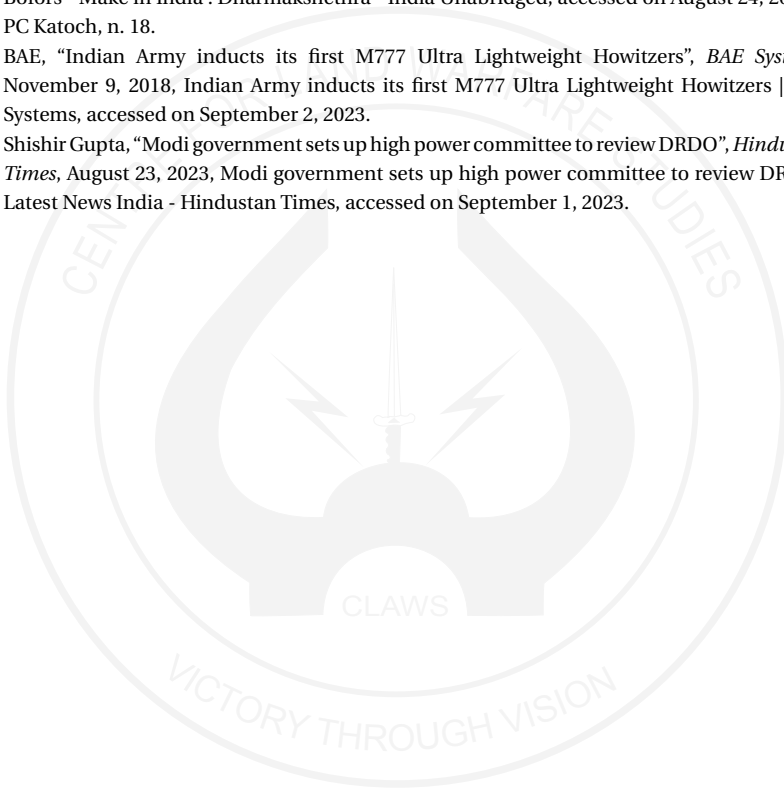 Bofors - Make in India . Dharmakshethra - India Unabridged, accessed on August 24,
PC Katoch, n. 18.
BAE, “Indian Army inducts its first M777 Ultra Lightweight Howitzers”, BAE
November 9, 2018, Indian Army inducts its first M777 Ultra Lightweight Howitzers |
Systems, accessed on September 2, 2023.
Shishir Gupta, “Modi government sets up high power committee to review DRDO”,
Times, August 23, 2023, Modi government sets up high power committee to review
Latest News India - Hindustan Times, accessed on September 1, 2023.
CENTRE FOR LAND WARFARE STUDIES
CLAWS
VICTORY THROUGH VISION